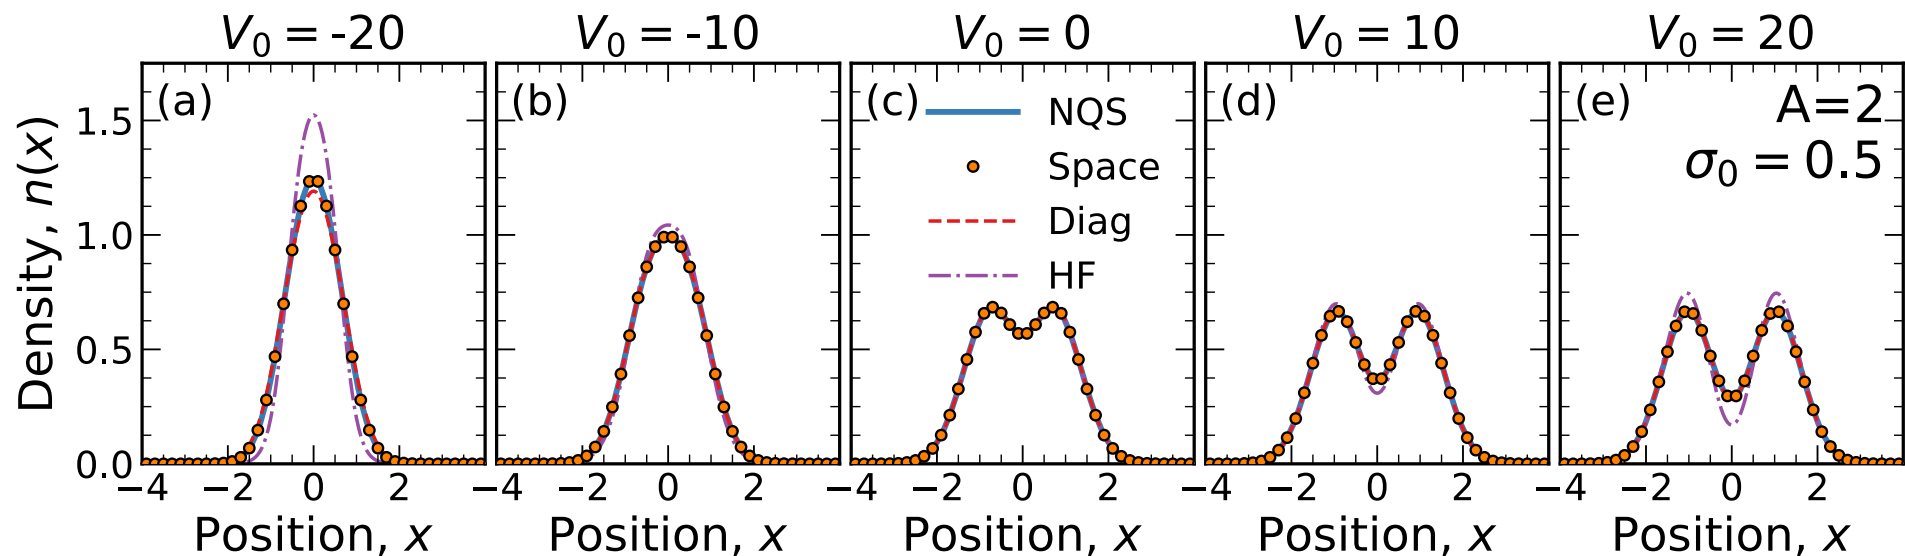 V₀ = -20
V₀ = -10
V₀ = 0
V₀ = 10
V₀ = 20
(a)
(b)
(c)
(d)
(e)
NQS
Space
Diag
HF
A=2
σ₀ = 0.5
Density, n(x)
1.5
1.0
0.5
0.0
−4 −2 0 2
−4 −2 0 2
−4 −2 0 2
−4 −2 0 2
−4 −2 0 2
Position, x
Position, x
Position, x
Position, x
Position, x